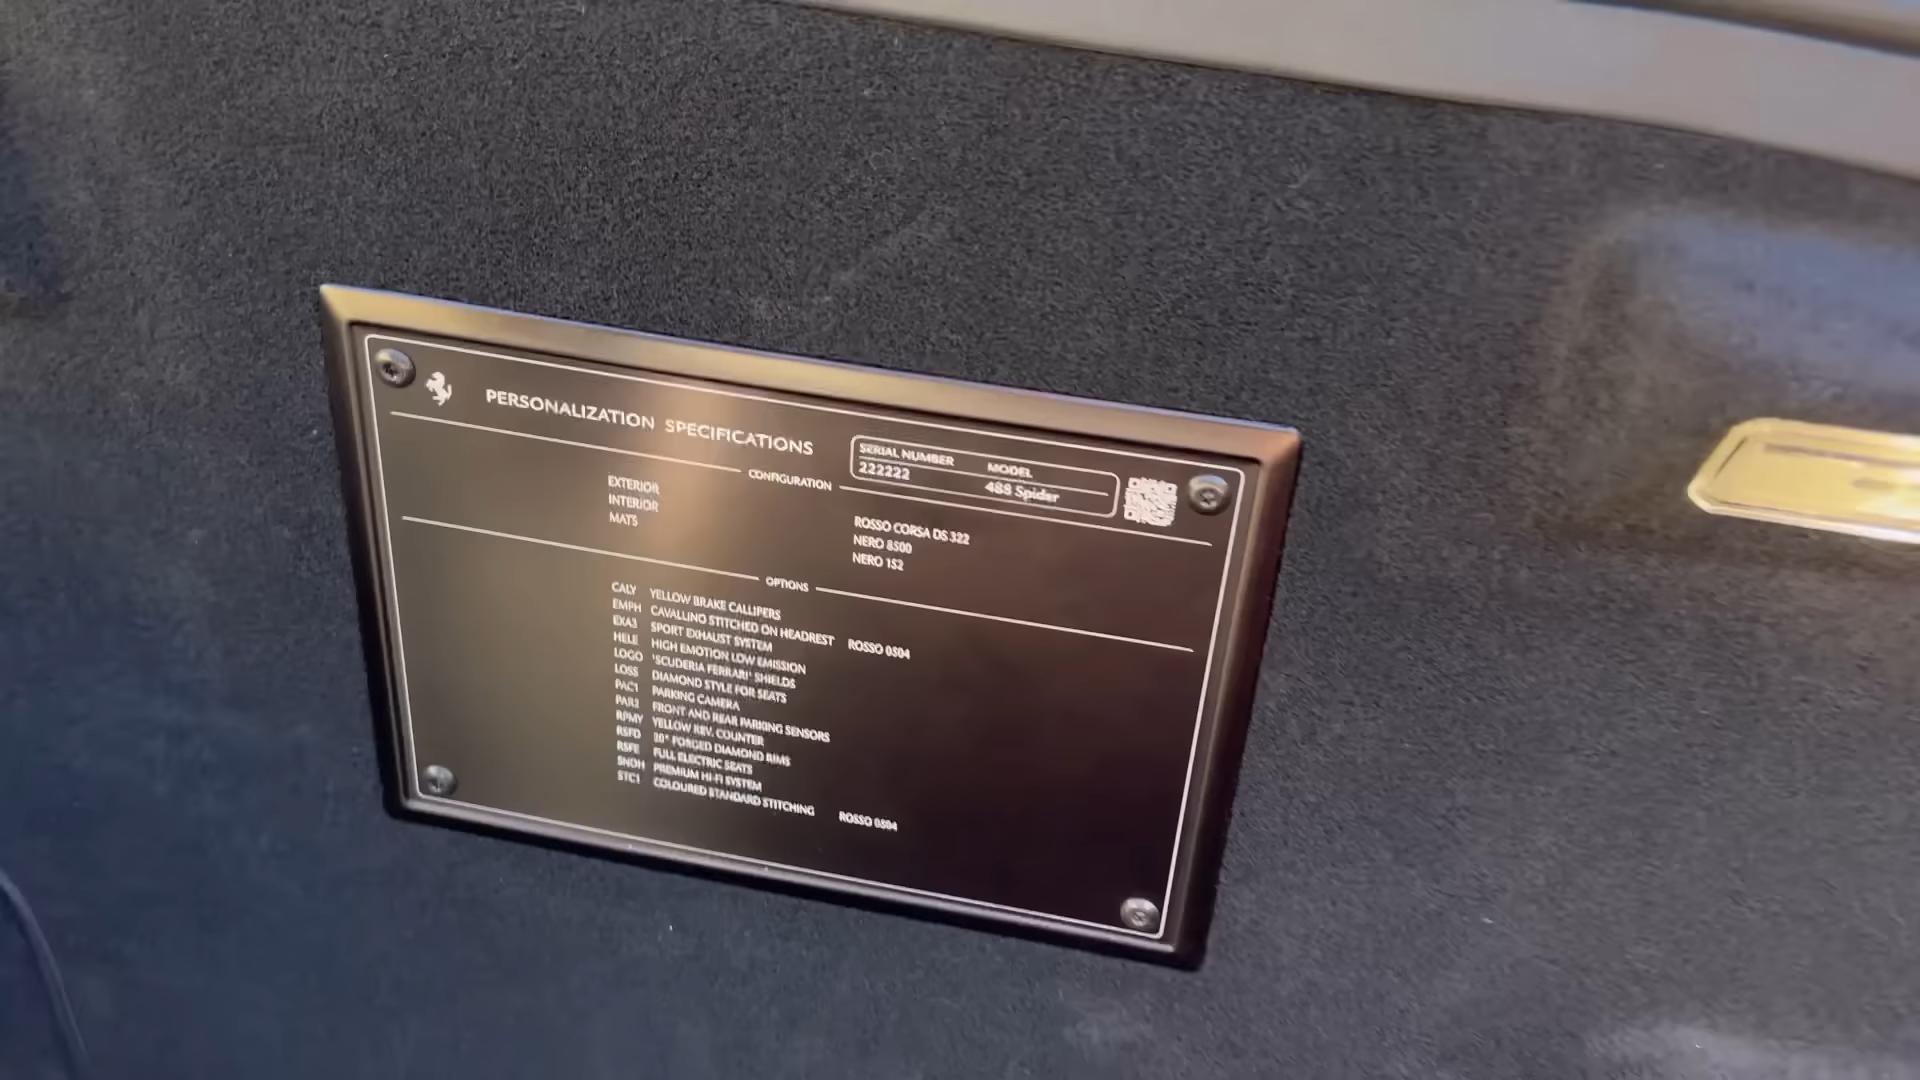 PERSONALIZATION SPECIFICATIONS
SERIAL NUMBER MODEL
222222 488 Spider
CONFIGURATION
EXTERIOR ROSSO CORSA DS 322
INTERIOR NERO 8500
MATS NERO 152
OPTIONS
CALY YELLOW BRAKE CALLIPERS
EMPH CAVALLINO STITCHED ON HEADREST ROSSO 0504
EXA3 SPORT EXHAUST SYSTEM
HELE HIGH EMOTION LOW EMISSION
LOGO 'SCUDERIA FERRARI' SHIELDS
LOSS DIAMOND STYLE FOR SEATS
PAC1 PARKING CAMERA
PAR2 FRONT AND REAR PARKING SENSORS
RPMY YELLOW REV. COUNTER
RSFD 20" FORGED DIAMOND RIMS
RSFE FULL ELECTRIC SEATS
SNDH PREMIUM HI-FI SYSTEM
STC1 COLOURED STANDARD STITCHING ROSSO 0504